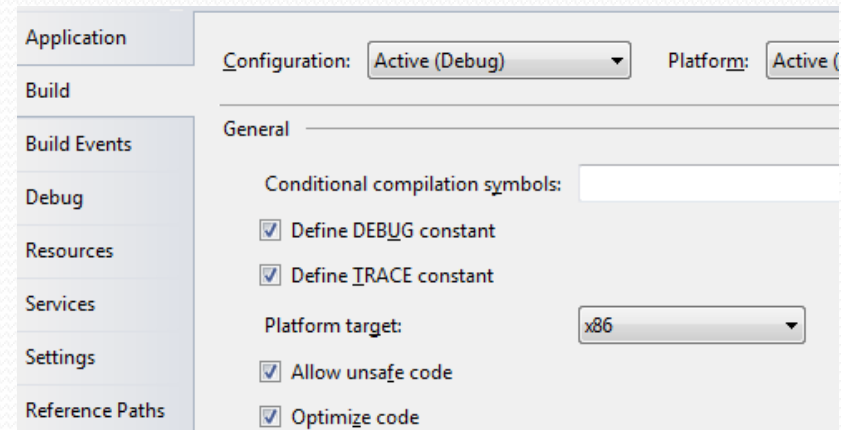 Application
Build
Build Events
Debug
Resources
Services
Settings
Reference Paths
Configuration: Active (Debug) Platform: Active (
General
Conditional compilation symbols:
Define DEBUG constant
Define TRACE constant
Platform target: x86
Allow unsafe code
Optimize code